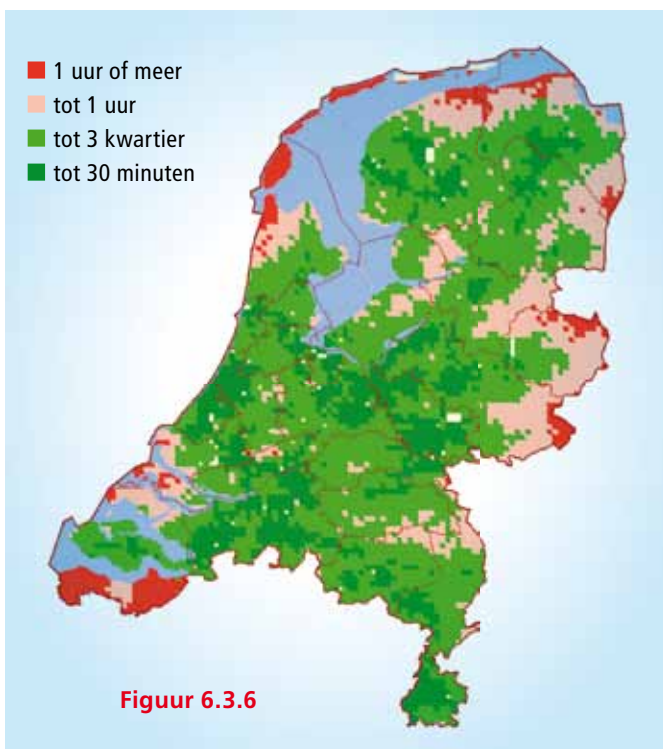 1 uur of meer
tot 1 uur
tot 3 kwartier
tot 30 minuten
Figuur 6.3.6